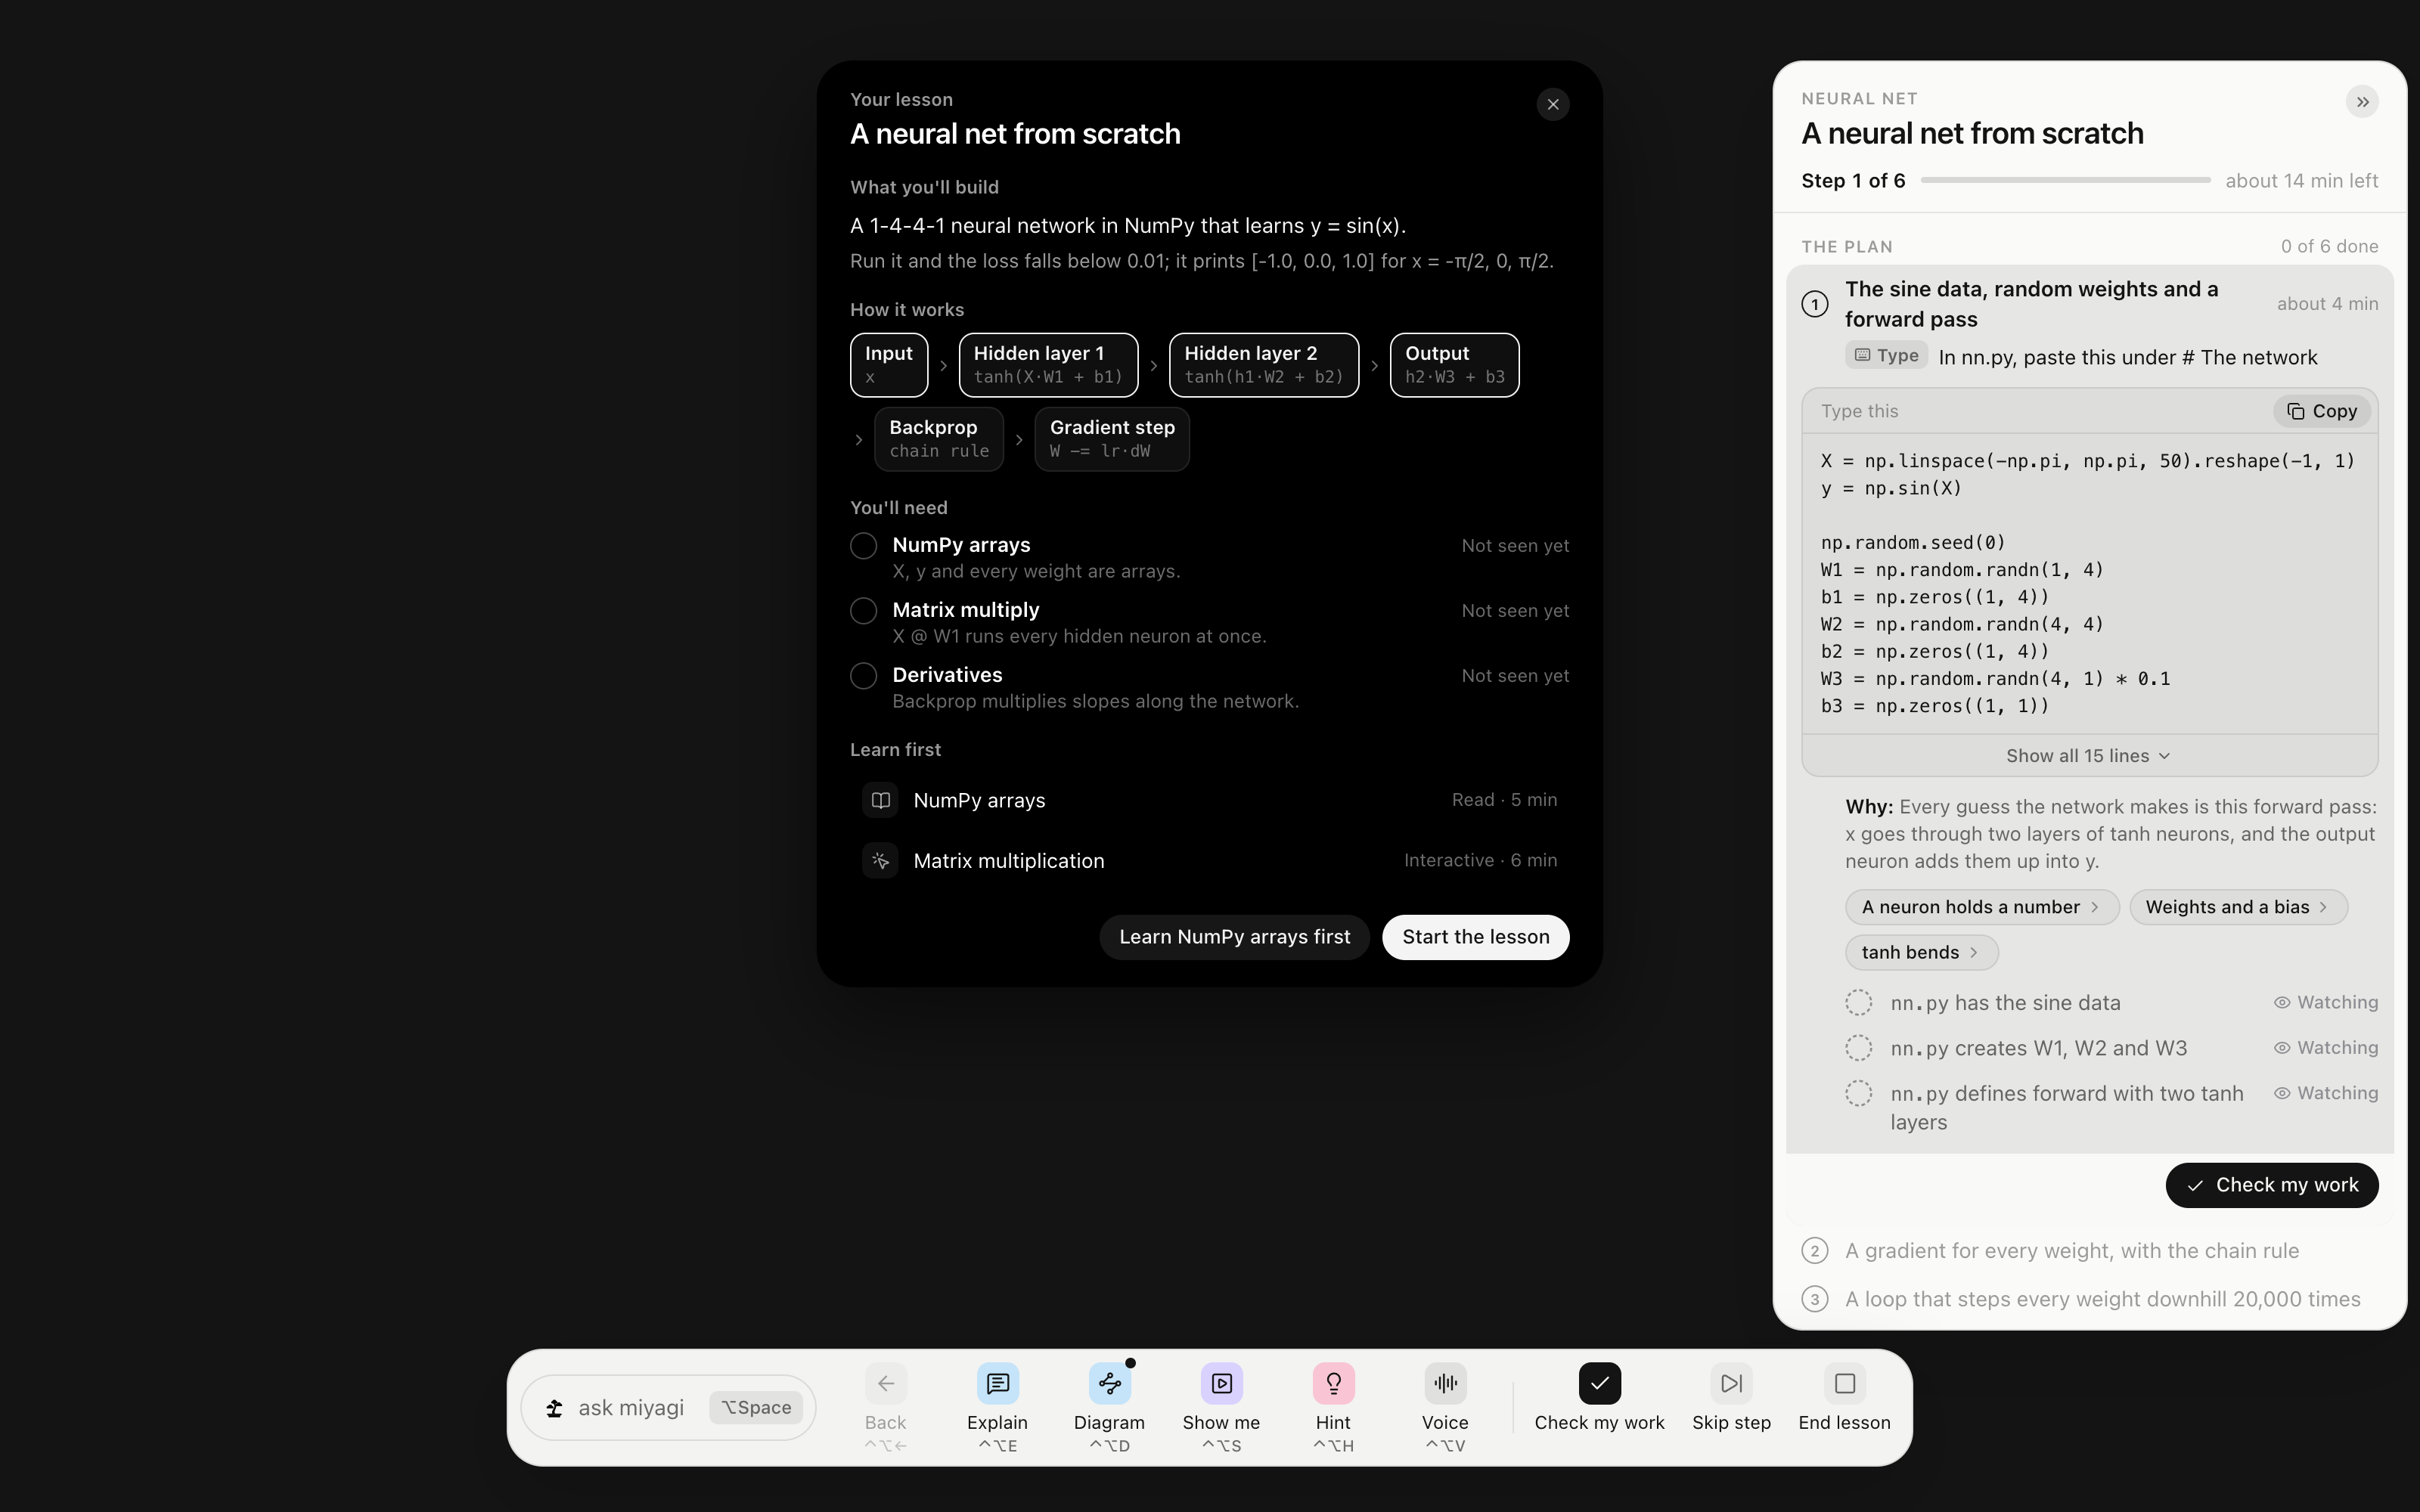 Your lesson
A neural net from scratch
What you'll build
A 1-4-4-1 neural network in NumPy that learns y = sin(x).
Run it and the loss falls below 0.01; it prints [-1.0, 0.0, 1.0] for x = -π/2, 0, π/2.
How it works
Input
x
Hidden layer 1
tanh(X·W1 + b1)
Hidden layer 2
tanh(h1·W2 + b2)
Output
h2·W3 + b3
Backprop
chain rule
Gradient step
W −= lr·dW
You'll need
NumPy arrays
Not seen yet
X, y and every weight are arrays.
Matrix multiply
Not seen yet
X @ W1 runs every hidden neuron at once.
Derivatives
Not seen yet
Backprop multiplies slopes along the network.
Learn first
NumPy arrays
Read · 5 min
Matrix multiplication
Interactive · 6 min
Learn NumPy arrays first
Start the lesson
NEURAL NET
A neural net from scratch
Step 1 of 6
about 14 min left
THE PLAN
0 of 6 done
1
The sine data, random weights and a
forward pass
about 4 min
Type
In nn.py, paste this under # The network
Type this
Copy
X = np.linspace(−np.pi, np.pi, 50).reshape(−1, 1)
y = np.sin(X)
np.random.seed(0)
W1 = np.random.randn(1, 4)
b1 = np.zeros((1, 4))
W2 = np.random.randn(4, 4)
b2 = np.zeros((1, 4))
W3 = np.random.randn(4, 1) * 0.1
b3 = np.zeros((1, 1))
Show all 15 lines
Why: Every guess the network makes is this forward pass:
x goes through two layers of tanh neurons, and the output
neuron adds them up into y.
A neuron holds a number
Weights and a bias
tanh bends
nn.py has the sine data
Watching
nn.py creates W1, W2 and W3
Watching
nn.py defines forward with two tanh
layers
Watching
Check my work
2
A gradient for every weight, with the chain rule
3
A loop that steps every weight downhill 20,000 times
ask miyagi
⌥Space
Back
^⌥←
Explain
^⌥E
Diagram
^⌥D
Show me
^⌥S
Hint
^⌥H
Voice
^⌥V
Check my work
Skip step
End lesson